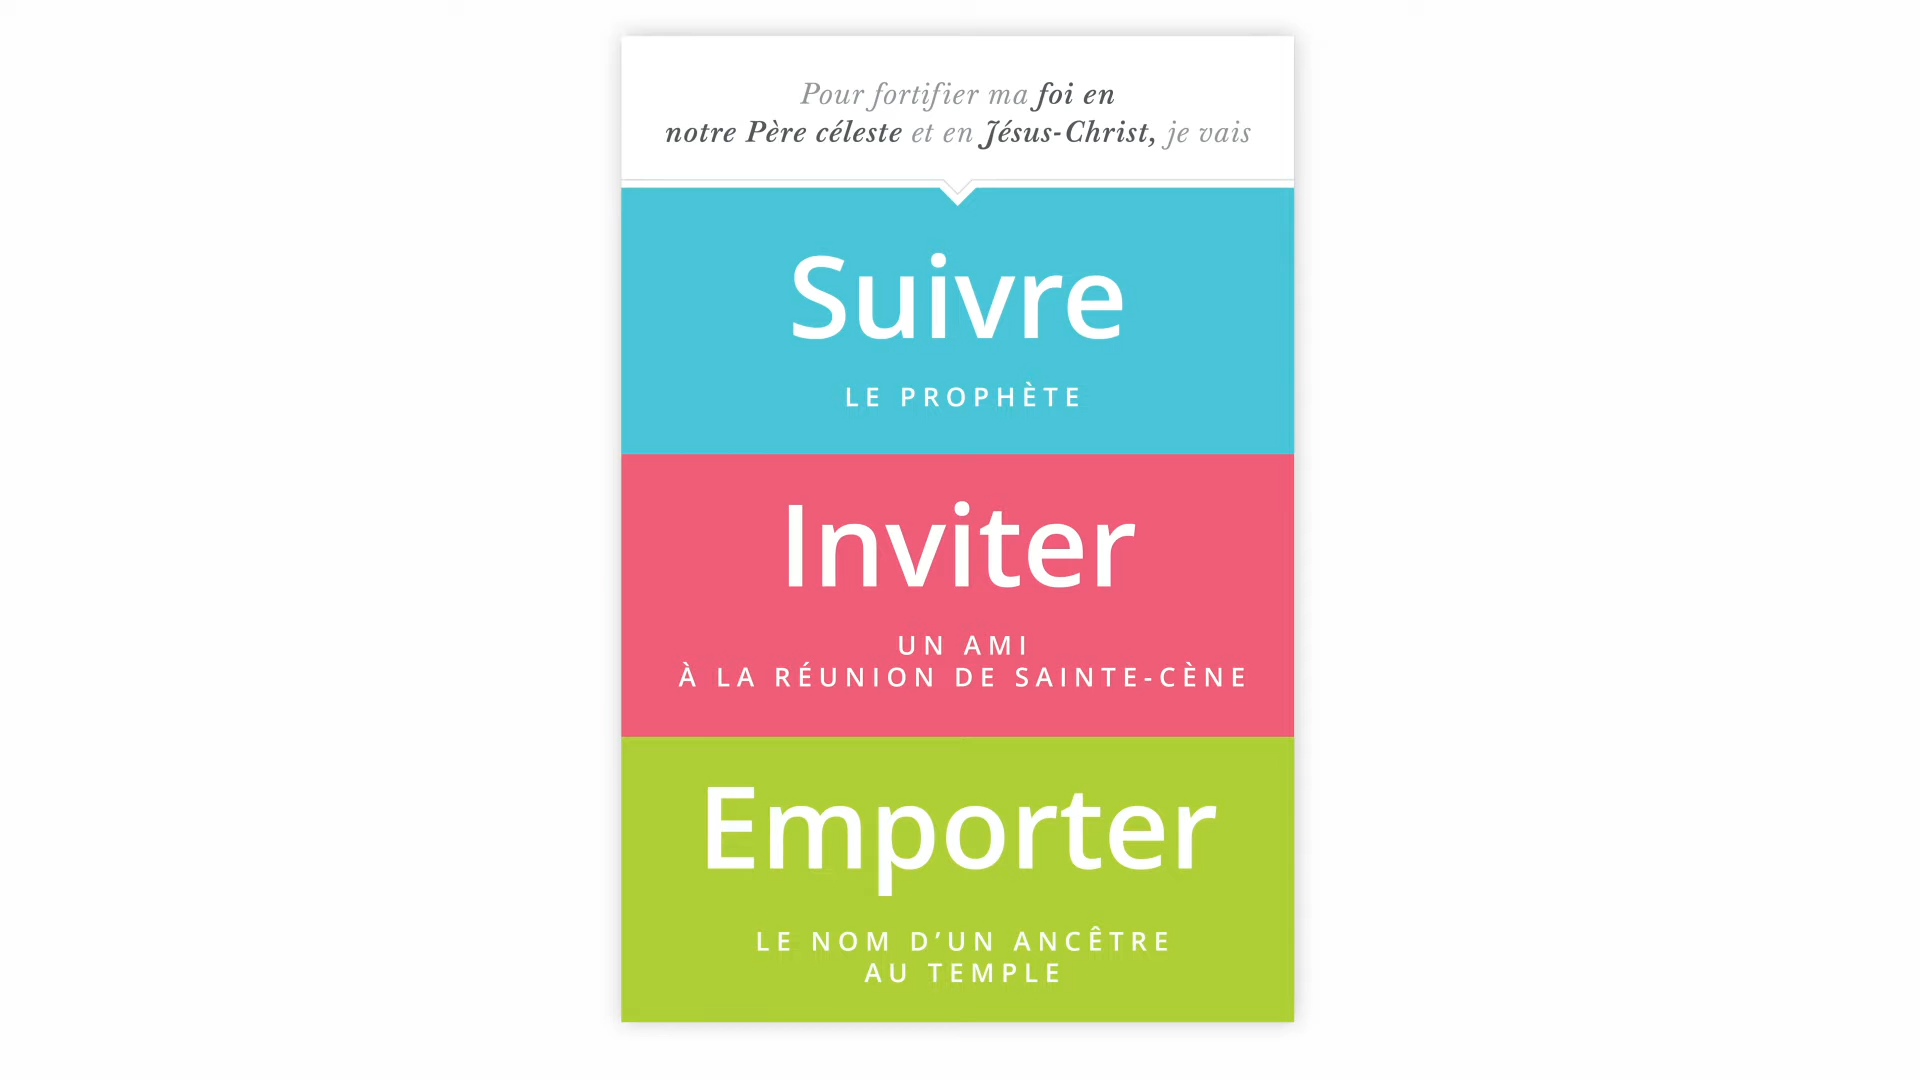 Pour fortifier ma foi en
notre Père céleste et en Jésus-Christ, je vais
Suivre
LE PROPHÈTE
Inviter
UN AMI
À LA RÉUNION DE SAINTE-CÈNE
Emporter
LE NOM D’UN ANCÊTRE
AU TEMPLE